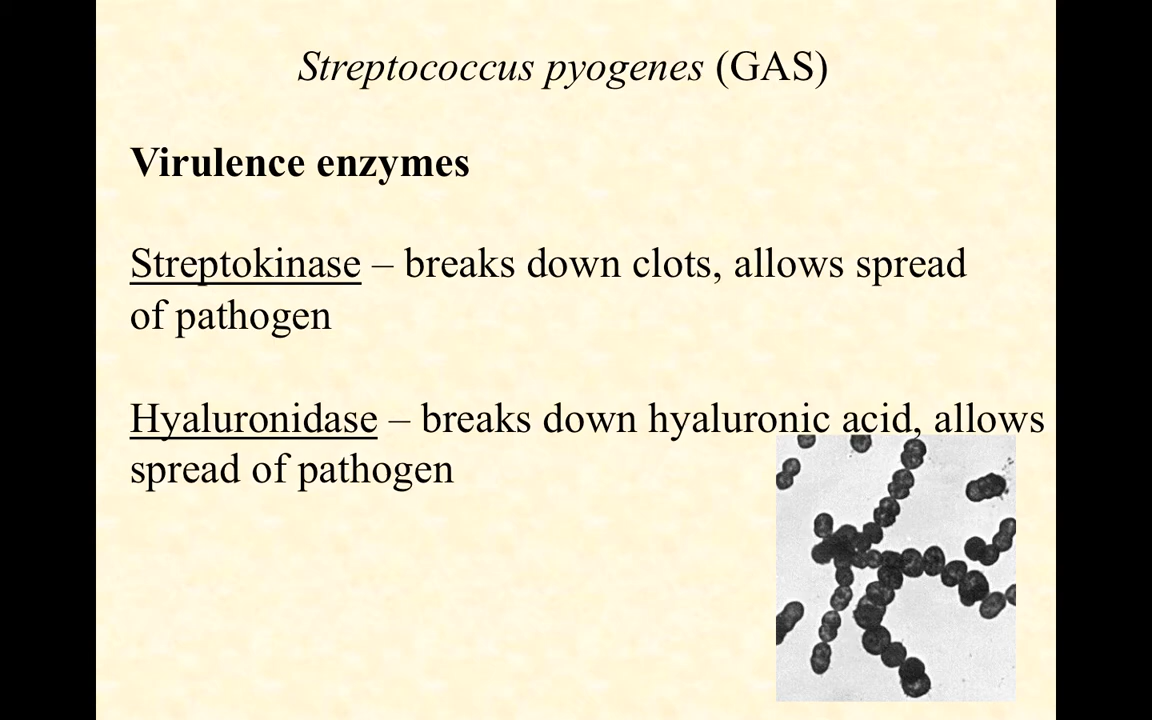 Streptococcus pyogenes (GAS)
Virulence enzymes
Streptokinase – breaks down clots, allows spread
of pathogen
Hyaluronidase – breaks down hyaluronic acid, allows
spread of pathogen